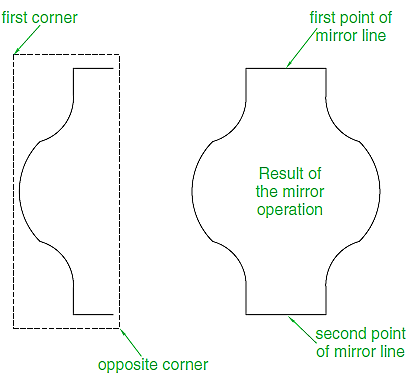 first corner
first point of
mirror line
Result of
the mirror
operation
second point
of mirror line
opposite corner